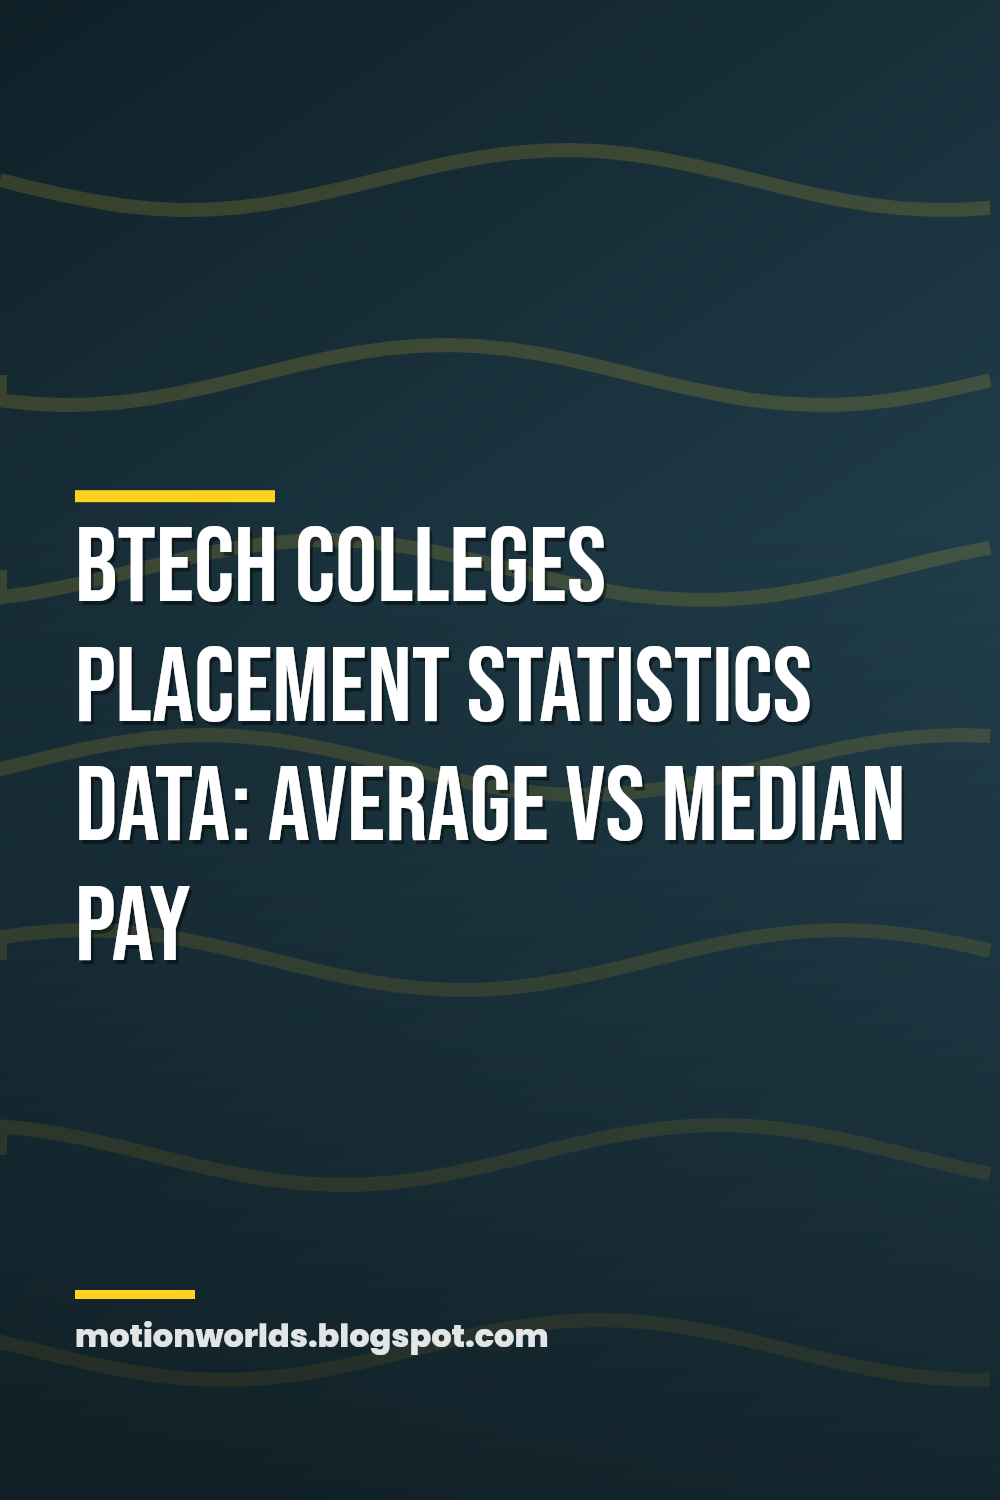 BTECH COLLEGES
PLACEMENT STATISTICS
DATA: AVERAGE VS MEDIAN
PAY
motionworlds.blogspot.com